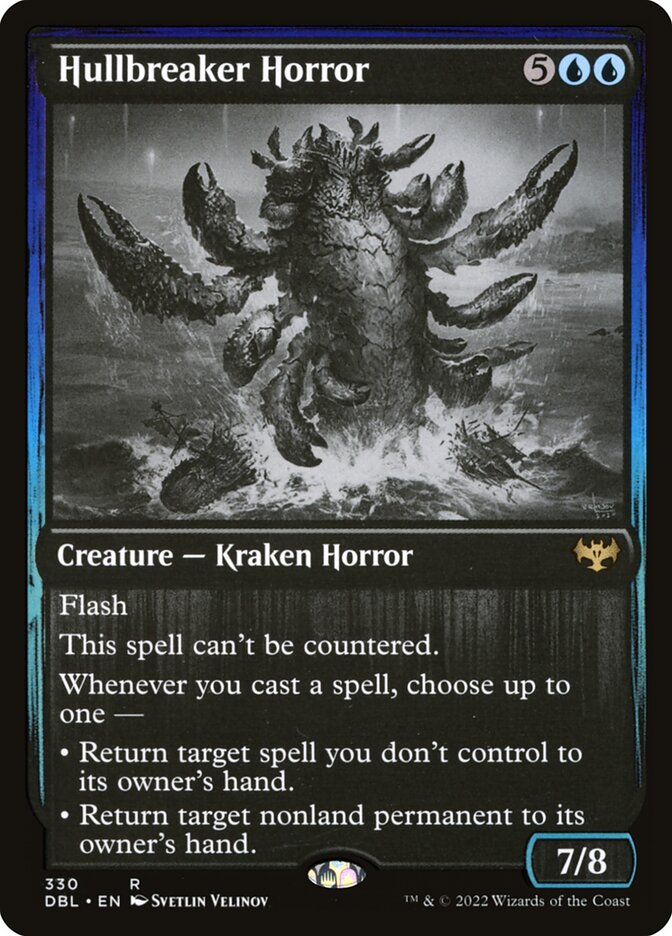 Hullbreaker Horror 5
Creature — Kraken Horror
Flash
This spell can't be countered.
Whenever you cast a spell, choose up to
one —
• Return target spell you don't control to
its owner's hand.
• Return target nonland permanent to its
owner's hand.
7/8
330 R
DBL • EN Svetlin Velinov
™ & © 2022 Wizards of the Coast